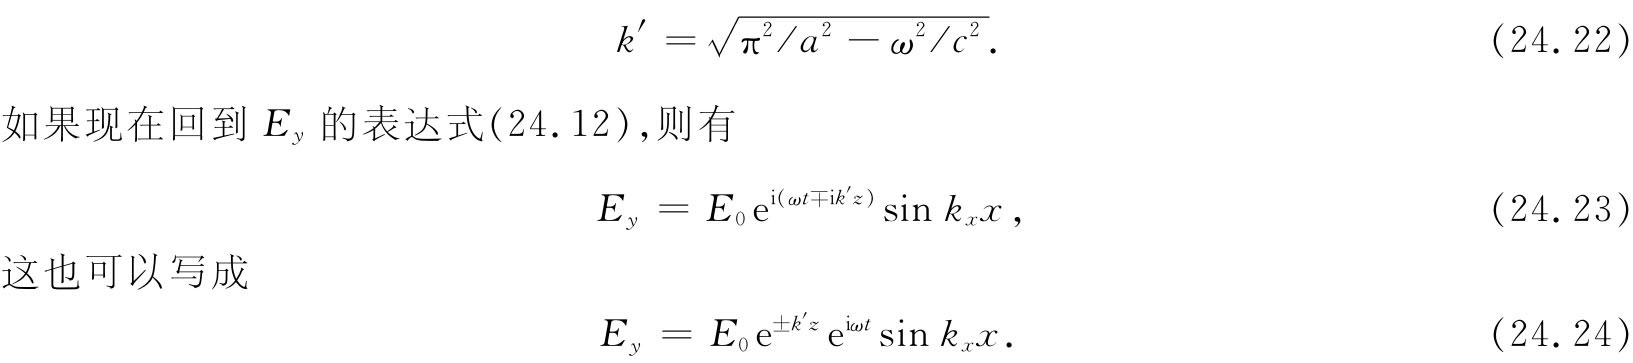 k′ = √π²/a² − ω²/c². (24.22)
如果现在回到 E_y 的表达式(24.12),则有
E_y = E₀e^{i(ωt∓ik′z)} sin k_x x, (24.23)
这也可以写成
E_y = E₀e^{±k′z} e^{iωt} sin k_x x. (24.24)